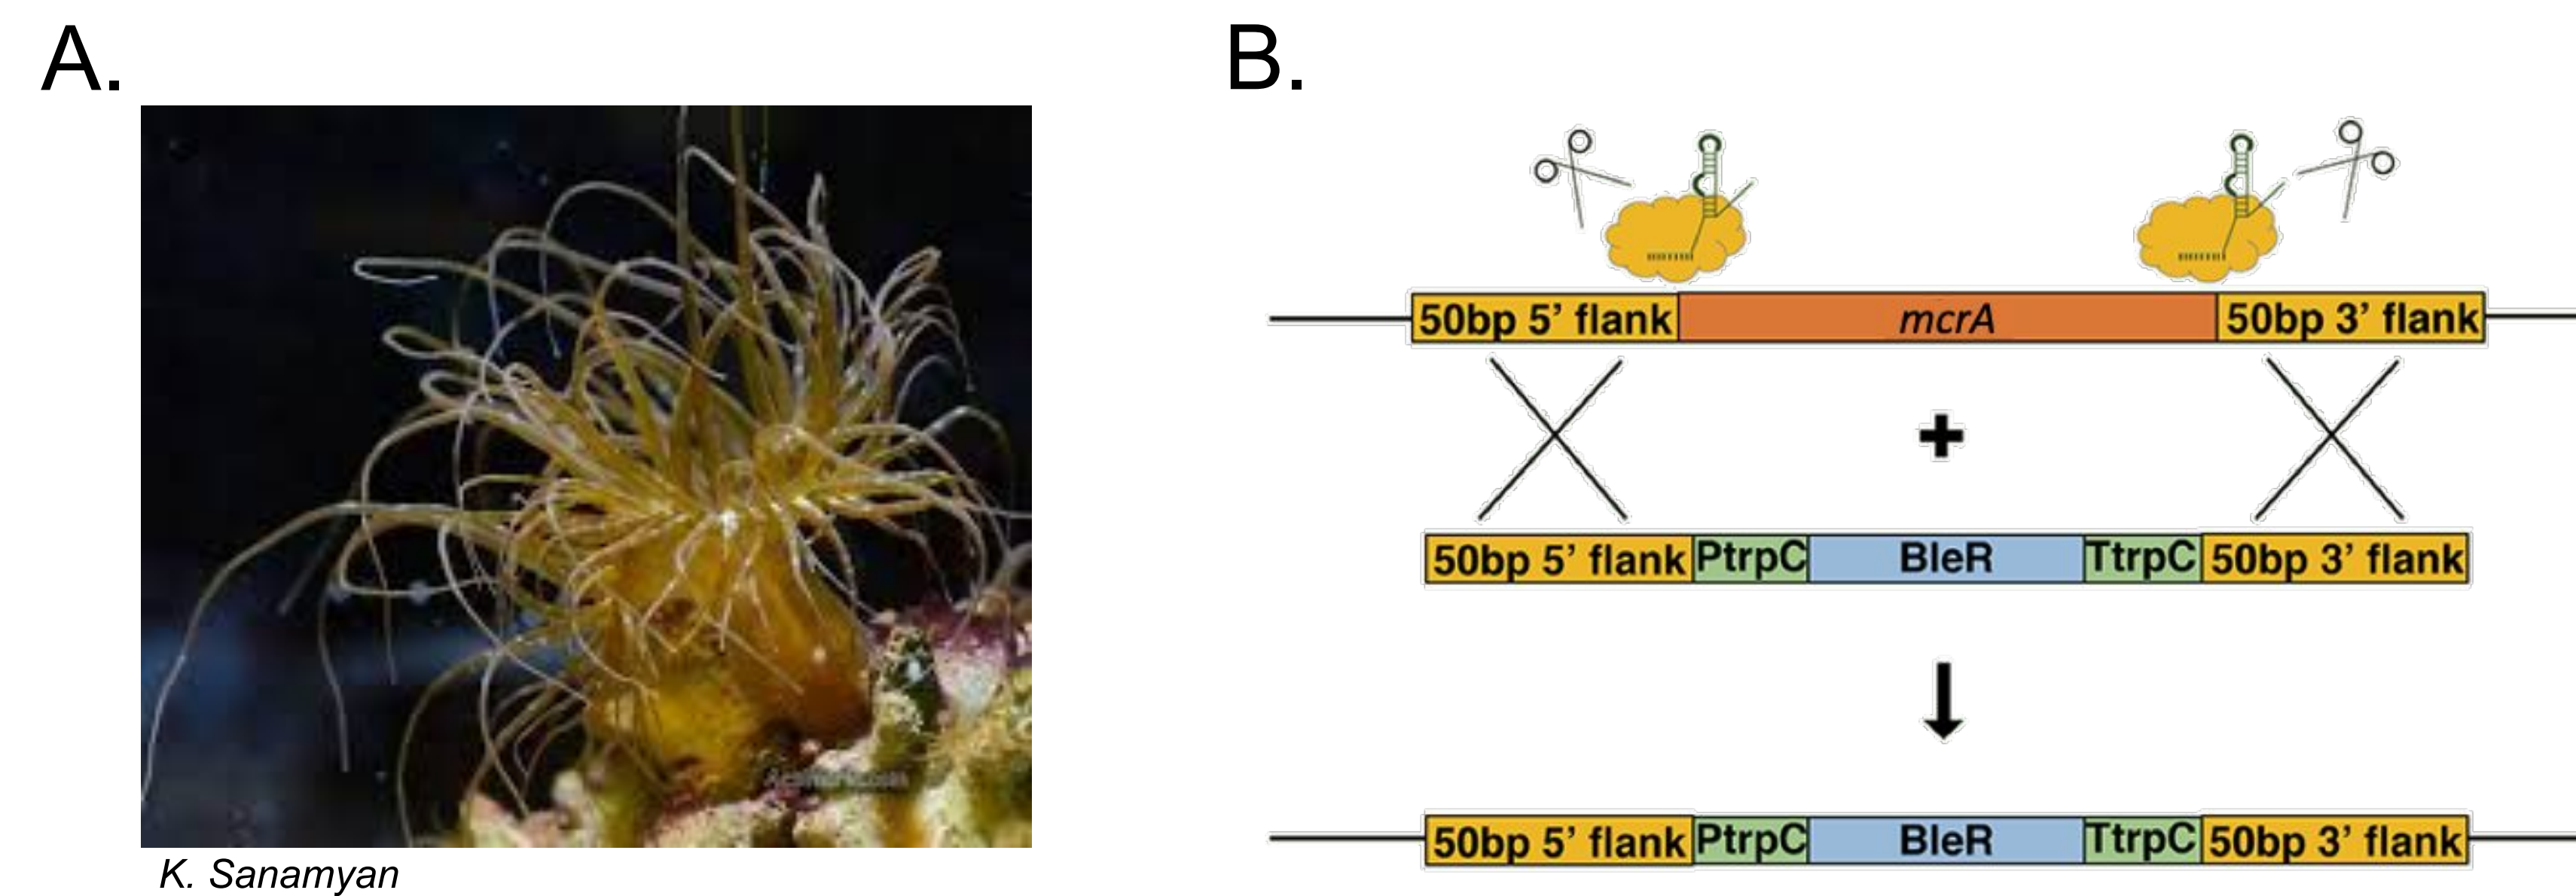 A.
B.
K. Sanamyan
50bp 5’ flank mcrA 50bp 3’ flank
50bp 5’ flank PtrpC BleR TtrpC 50bp 3’ flank
50bp 5’ flank PtrpC BleR TtrpC 50bp 3’ flank